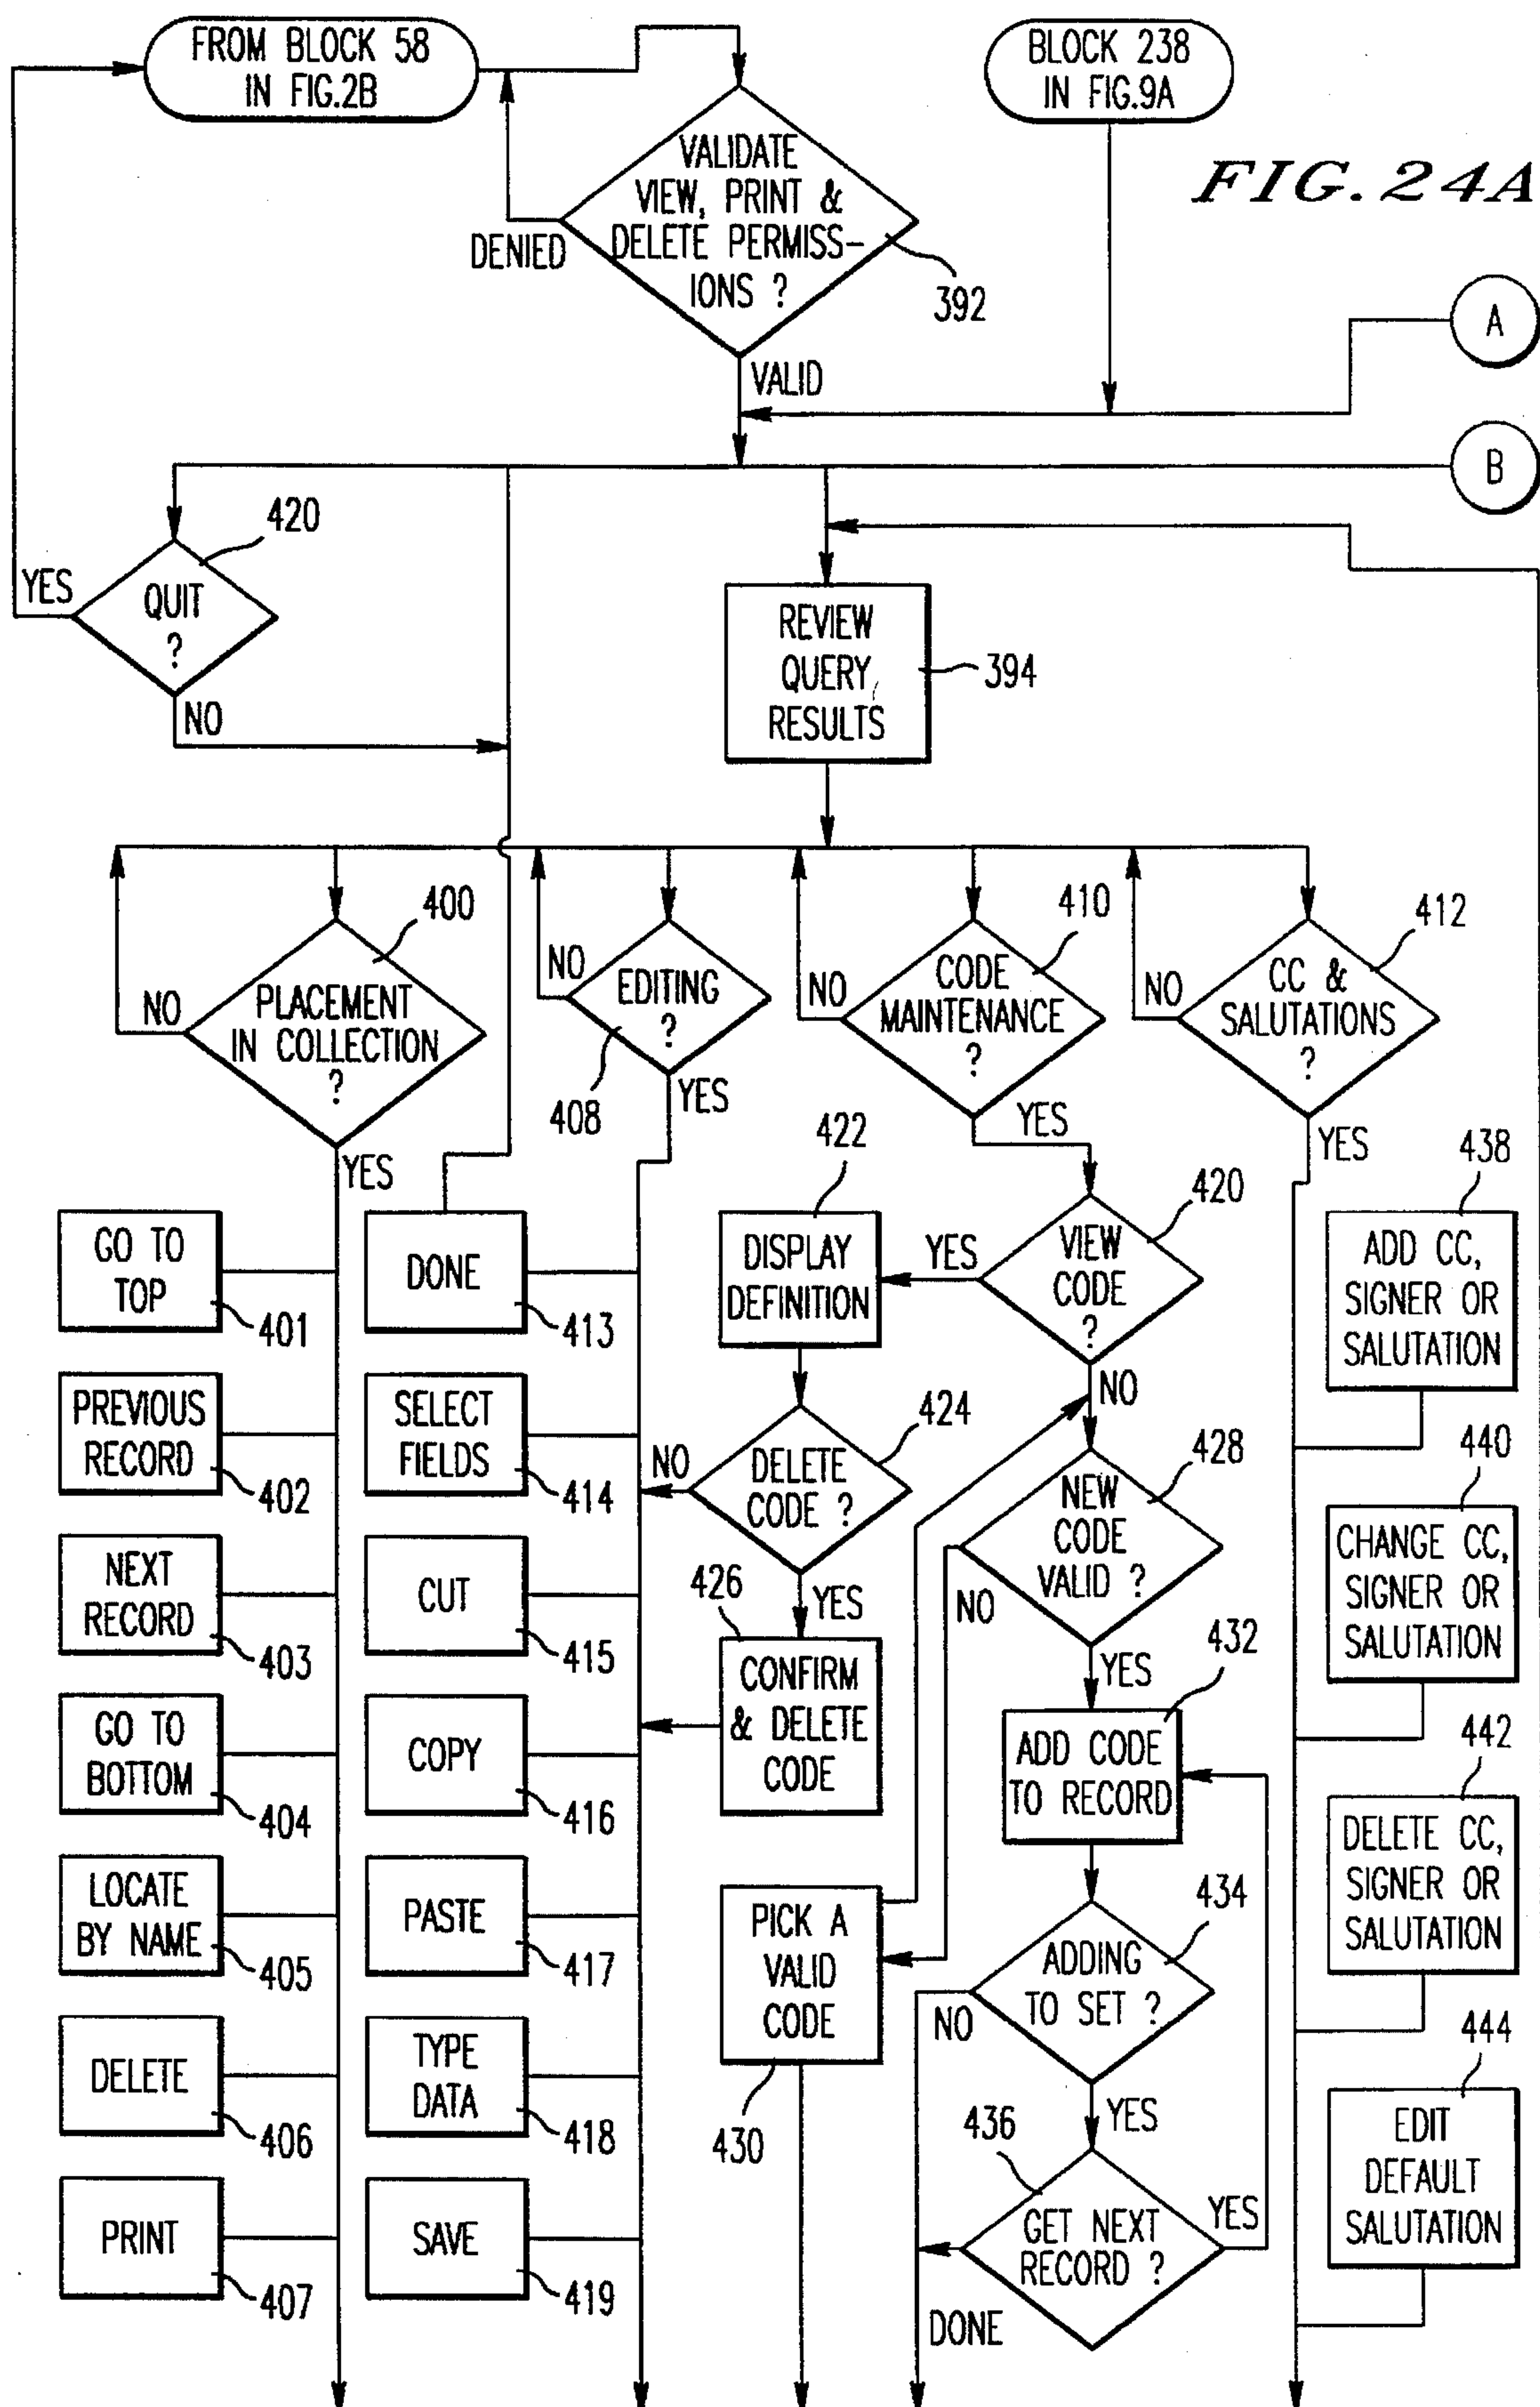 FROM BLOCK 58
IN FIG.2B
BLOCK 238
IN FIG.9A
FIG. 24A
VALIDATE
VIEW, PRINT &
DELETE PERMISS-
IONS ?
392
DENIED
VALID
A
B
420
QUIT
?
YES
NO
REVIEW
QUERY
RESULTS
394
400
PLACEMENT
IN COLLECTION
?
NO
YES
EDITING
?
408
NO
YES
410
CODE
MAINTENANCE
?
NO
YES
412
CC &
SALUTATIONS
?
NO
YES
GO TO
TOP
401
PREVIOUS
RECORD
402
NEXT
RECORD
403
GO TO
BOTTOM
404
LOCATE
BY NAME
405
DELETE
406
PRINT
407
DONE
413
SELECT
FIELDS
414
CUT
415
COPY
416
PASTE
417
TYPE
DATA
418
SAVE
419
422
DISPLAY
DEFINITION
YES
420
VIEW
CODE
?
NO
424
DELETE
CODE ?
NO
YES
426
CONFIRM
& DELETE
CODE
428
NEW
CODE
VALID ?
NO
YES
PICK A
VALID
CODE
430
432
ADD CODE
TO RECORD
434
ADDING
TO SET ?
NO
YES
436
GET NEXT
RECORD ?
YES
DONE
438
ADD CC,
SIGNER OR
SALUTATION
440
CHANGE CC,
SIGNER OR
SALUTATION
442
DELETE CC,
SIGNER OR
SALUTATION
444
EDIT
DEFAULT
SALUTATION